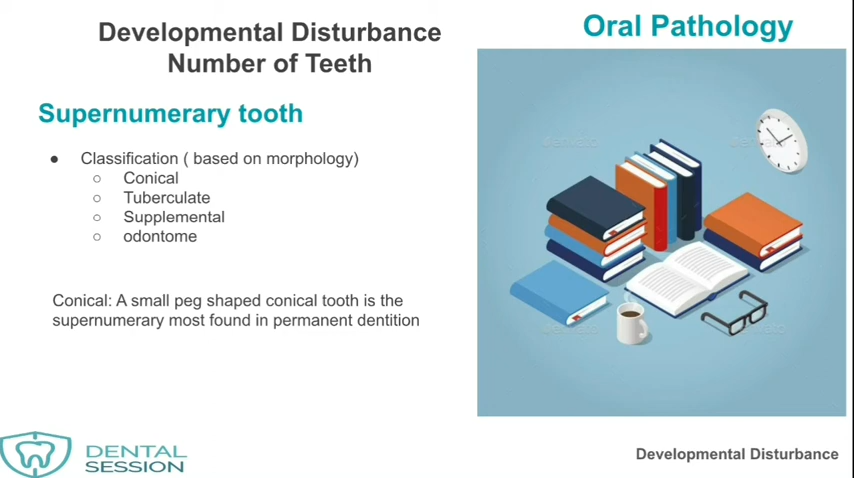 Developmental Disturbance
Number of Teeth
Oral Pathology
Supernumerary tooth
● Classification ( based on morphology)
○ Conical
○ Tuberculate
○ Supplemental
○ odontome
Conical: A small peg shaped conical tooth is the
supernumerary most found in permanent dentition
DENTAL
SESSION
Developmental Disturbance